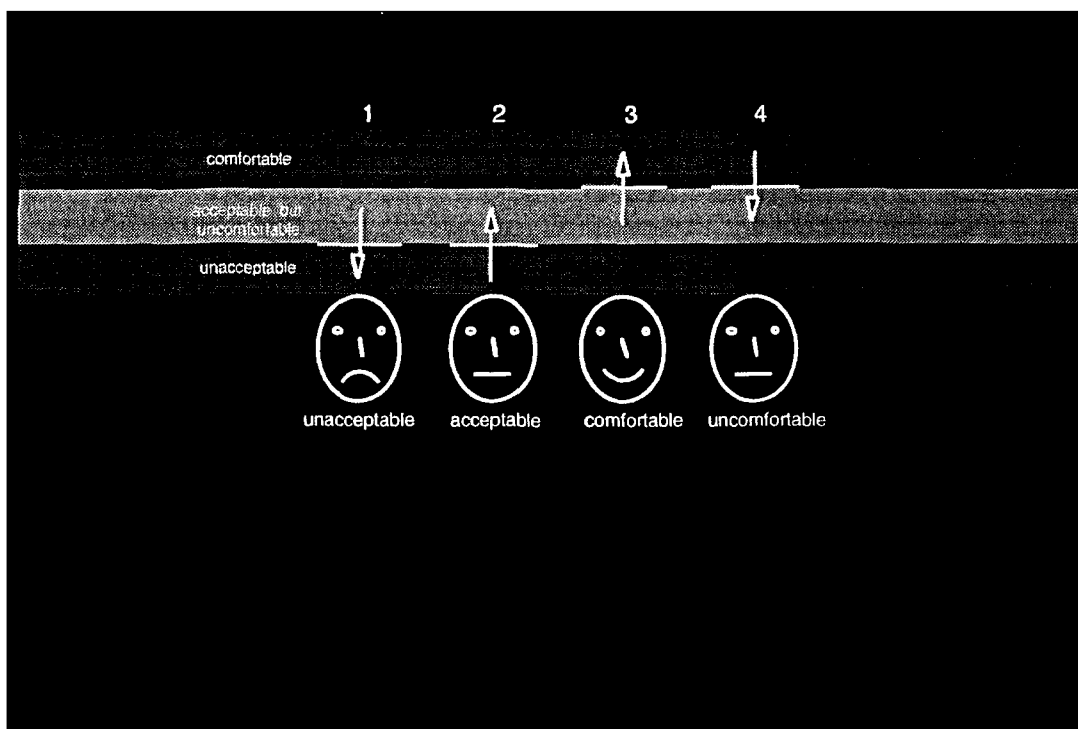 1 2 3 4
comfortable
acceptable but
uncomfortable
unacceptable
unacceptable acceptable comfortable uncomfortable